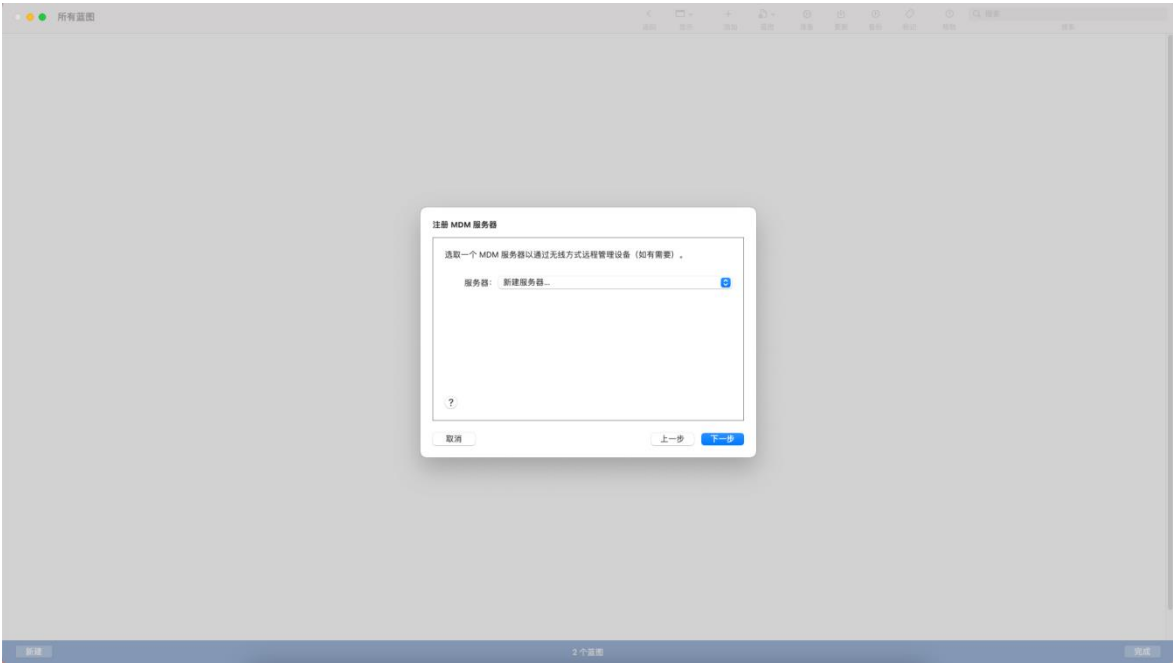 所有蓝图
搜索
注册 MDM 服务器
选取一个 MDM 服务器以通过无线方式远程管理设备（如有需要）。
服务器： 新建服务器...
?
取消 上一步 下一步
新建 2 个蓝图 完成